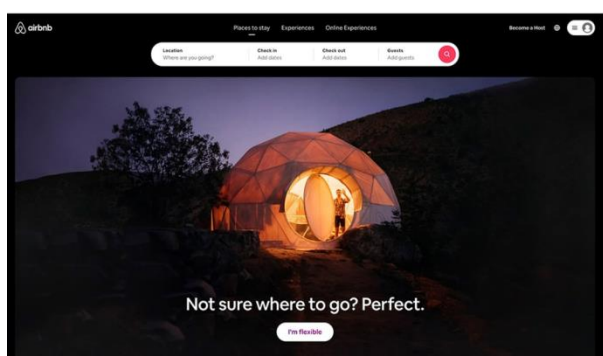 airbnb
Places to stay Experiences Online Experiences
Become a Host
Location Check in Check out Guests
Where are you going? Add dates Add dates Add guests
Not sure where to go? Perfect.
I'm flexible